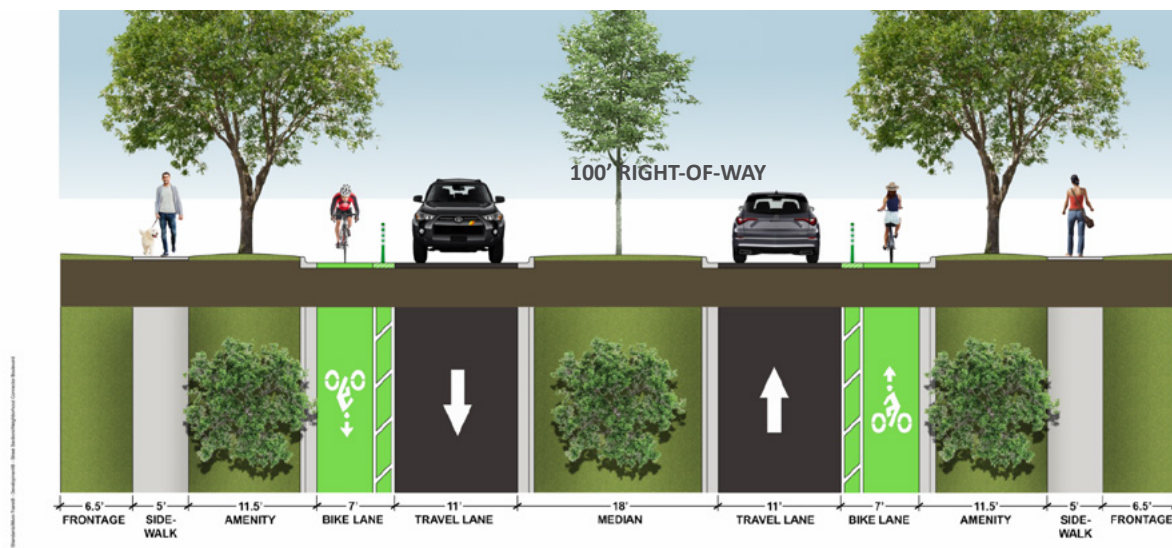 100’ RIGHT-OF-WAY
6.5' 5' 11.5' 7' 11' 18' 11' 7' 11.5' 5' 6.5'
FRONTAGE SIDE- AMENITY BIKE LANE TRAVEL LANE MEDIAN TRAVEL LANE BIKE LANE AMENITY SIDE- FRONTAGE
WALK WALK